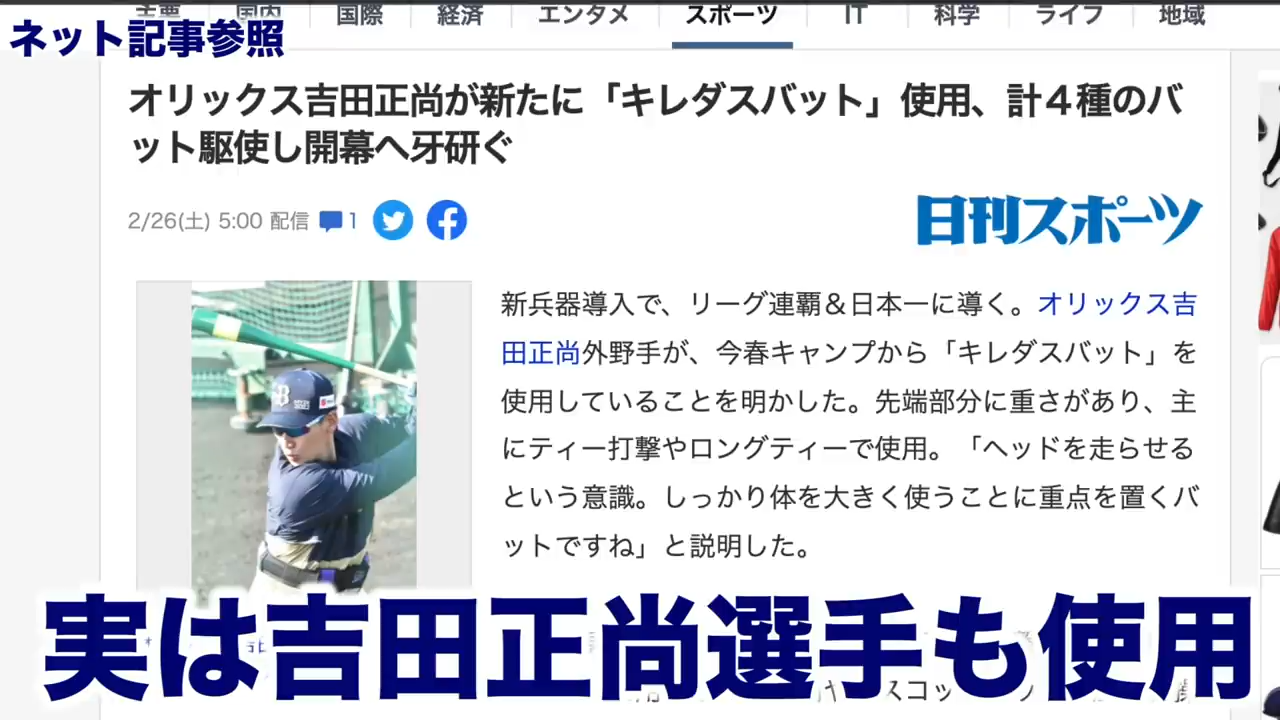 主要 国内 国際 経済 エンタメ スポーツ IT 科学 ライフ 地域
ネット記事参照
オリックス吉田正尚が新たに「キレダスバット」使用、計４種のバ
ット駆使し開幕へ牙研ぐ
2/26(土) 5:00 配信 1
日刊スポーツ
新兵器導入で、リーグ連覇＆日本一に導く。オリックス吉
田正尚外野手が、今春キャンプから「キレダスバット」を
使用していることを明かした。先端部分に重さがあり、主
にティー打撃やロングティーで使用。「ヘッドを走らせる
という意識。しっかり体を大きく使うことに重点を置くバ
ットですね」と説明した。
実は吉田正尚選手も使用